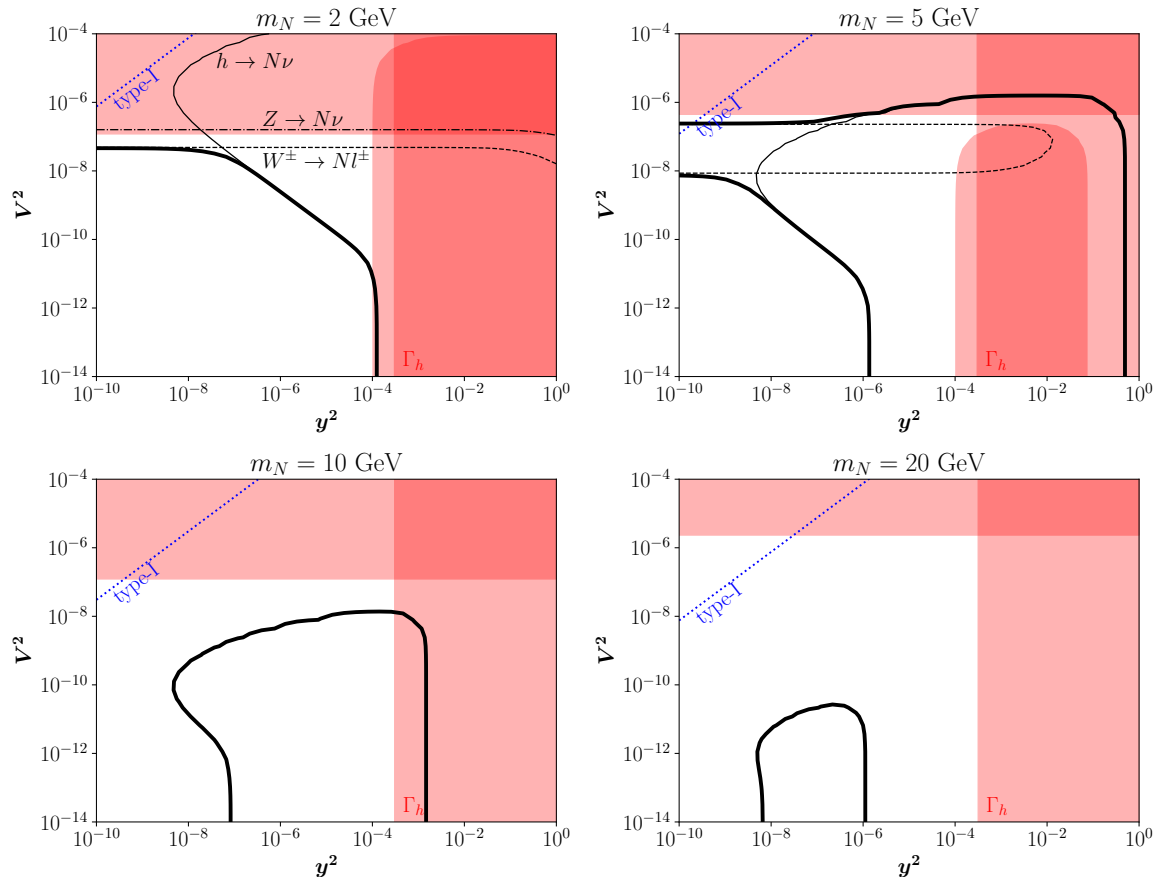 m_N = 2 GeV
10^{-4}
10^{-6}
10^{-8}
10^{-10}
10^{-12}
10^{-14}
V^2
type-I
h → Nν
Z → Nν
W^± → Nl^±
Γ_h
10^{-10} 10^{-8} 10^{-6} 10^{-4} 10^{-2} 10^0
y^2
m_N = 5 GeV
10^{-4}
10^{-6}
10^{-8}
10^{-10}
10^{-12}
10^{-14}
V^2
type-I
Γ_h
10^{-10} 10^{-8} 10^{-6} 10^{-4} 10^{-2} 10^0
y^2
m_N = 10 GeV
10^{-4}
10^{-6}
10^{-8}
10^{-10}
10^{-12}
10^{-14}
V^2
type-I
Γ_h
10^{-10} 10^{-8} 10^{-6} 10^{-4} 10^{-2} 10^0
y^2
m_N = 20 GeV
10^{-4}
10^{-6}
10^{-8}
10^{-10}
10^{-12}
10^{-14}
V^2
type-I
Γ_h
10^{-10} 10^{-8} 10^{-6} 10^{-4} 10^{-2} 10^0
y^2